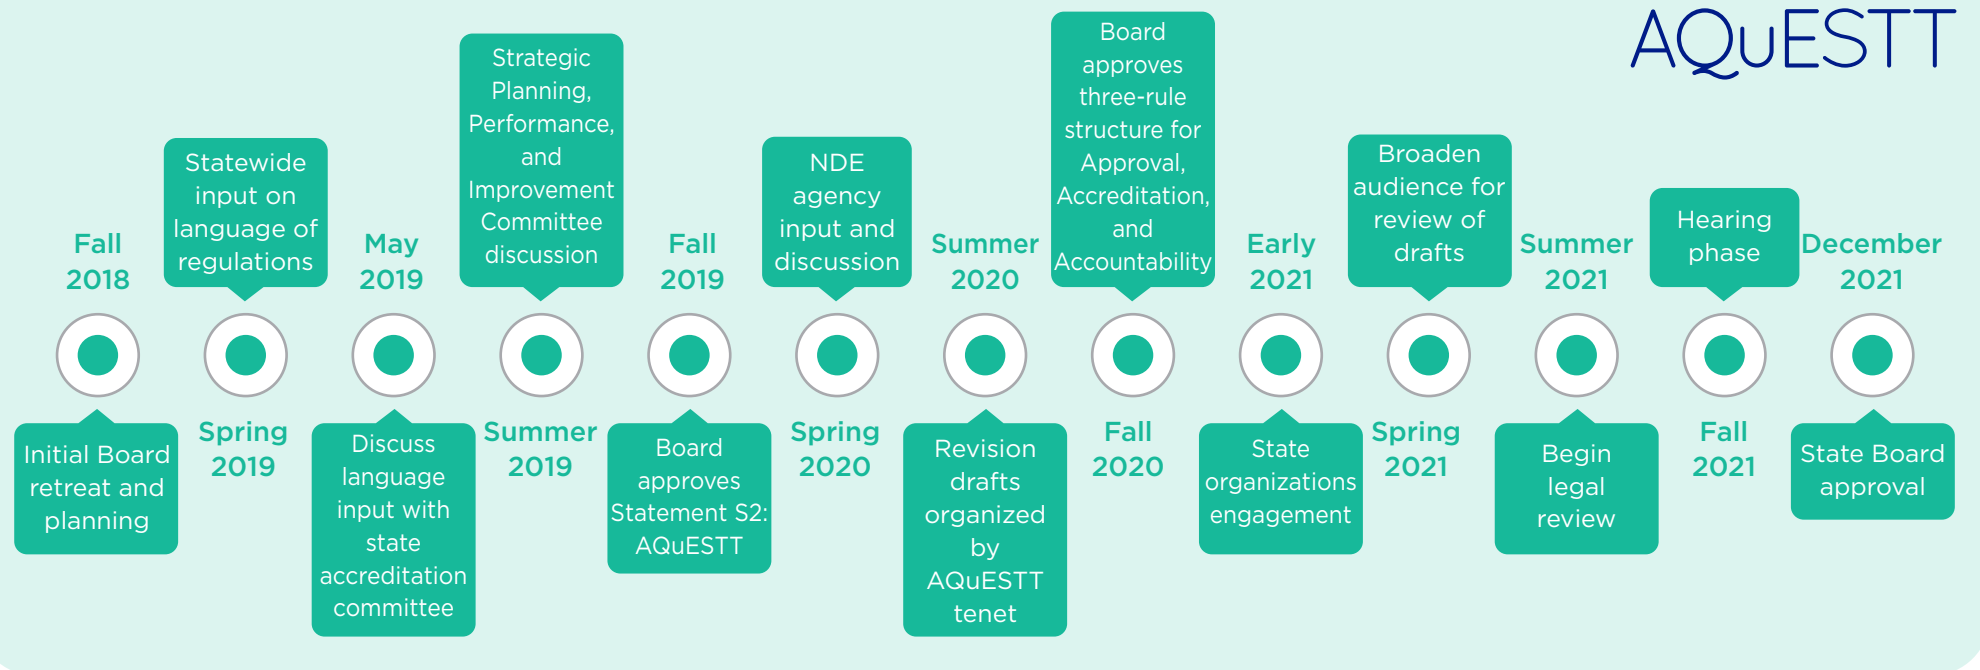 AQuESTT
Fall
2018
Initial Board
retreat and
planning
Statewide
input on
language of
regulations
Spring
2019
May
2019
Discuss
language
input with
state
accreditation
committee
Strategic
Planning,
Performance,
and
Improvement
Committee
discussion
Summer
2019
Fall
2019
Board
approves
Statement S2:
AQuESTT
NDE
agency
input and
discussion
Spring
2020
Summer
2020
Revision
drafts
organized
by
AQuESTT
tenet
Board
approves
three-rule
structure for
Approval,
Accreditation,
and
Accountability
Fall
2020
Early
2021
State
organizations
engagement
Broaden
audience for
review of
drafts
Spring
2021
Summer
2021
Begin
legal
review
Hearing
phase
Fall
2021
December
2021
State Board
approval